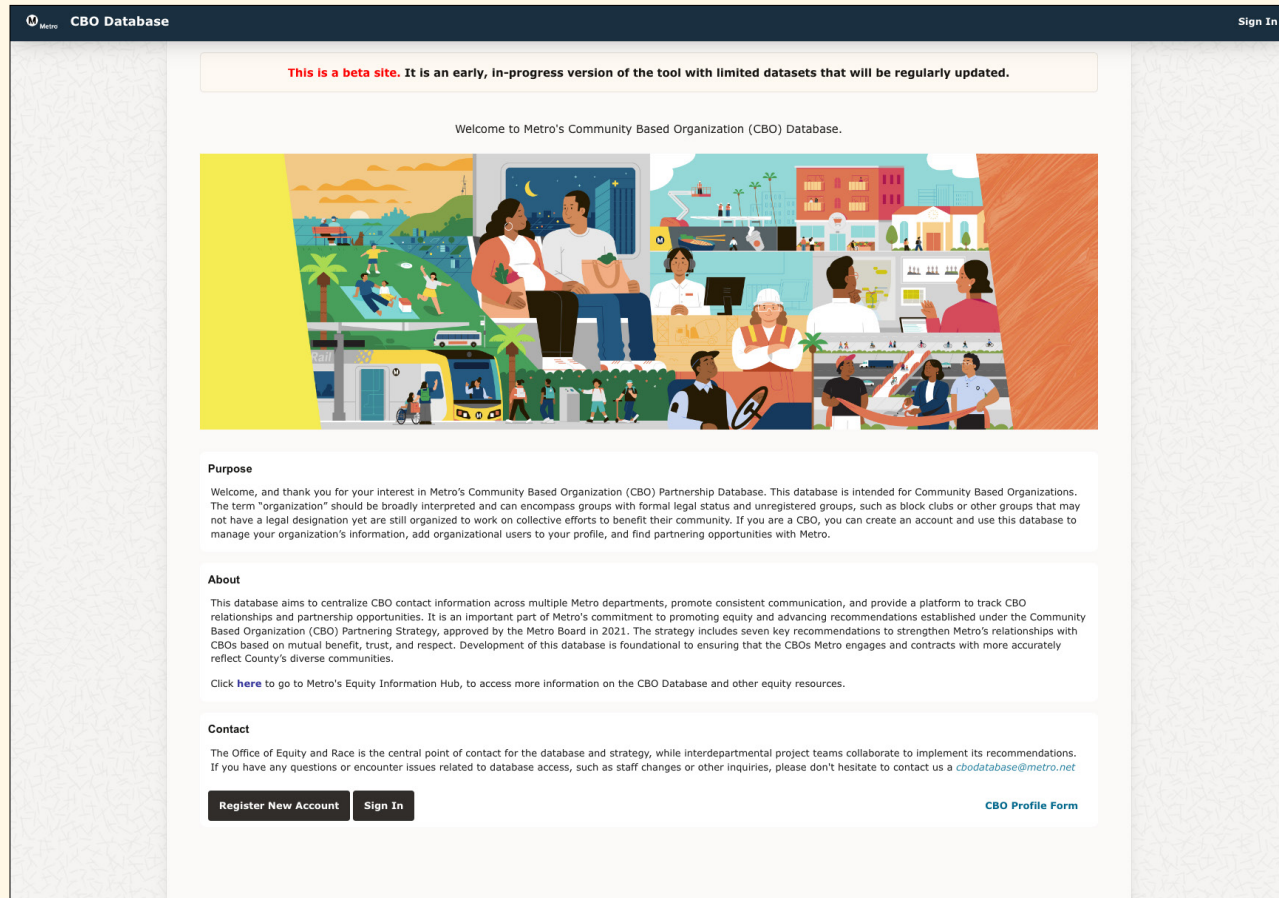 M Metro CBO Database Sign In
This is a beta site. It is an early, in-progress version of the tool with limited datasets that will be regularly updated.
Welcome to Metro's Community Based Organization (CBO) Database.
Rail
Purpose
Welcome, and thank you for your interest in Metro’s Community Based Organization (CBO) Partnership Database. This database is intended for Community Based Organizations.
The term “organization” should be broadly interpreted and can encompass groups with formal legal status and unregistered groups, such as block clubs or other groups that may
not have a legal designation yet are still organized to work on collective efforts to benefit their community. If you are a CBO, you can create an account and use this database to
manage your organization’s information, add organizational users to your profile, and find partnering opportunities with Metro.
About
This database aims to centralize CBO contact information across multiple Metro departments, promote consistent communication, and provide a platform to track CBO
relationships and partnership opportunities. It is an important part of Metro's commitment to promoting equity and advancing recommendations established under the Community
Based Organization (CBO) Partnering Strategy, approved by the Metro Board in 2021. The strategy includes seven key recommendations to strengthen Metro’s relationships with
CBOs based on mutual benefit, trust, and respect. Development of this database is foundational to ensuring that the CBOs Metro engages and contracts with more accurately
reflect County’s diverse communities.
Click here to go to Metro's Equity Information Hub, to access more information on the CBO Database and other equity resources.
Contact
The Office of Equity and Race is the central point of contact for the database and strategy, while interdepartmental project teams collaborate to implement its recommendations.
If you have any questions or encounter issues related to database access, such as staff changes or other inquiries, please don't hesitate to contact us a cbodatabase@metro.net
Register New Account Sign In CBO Profile Form